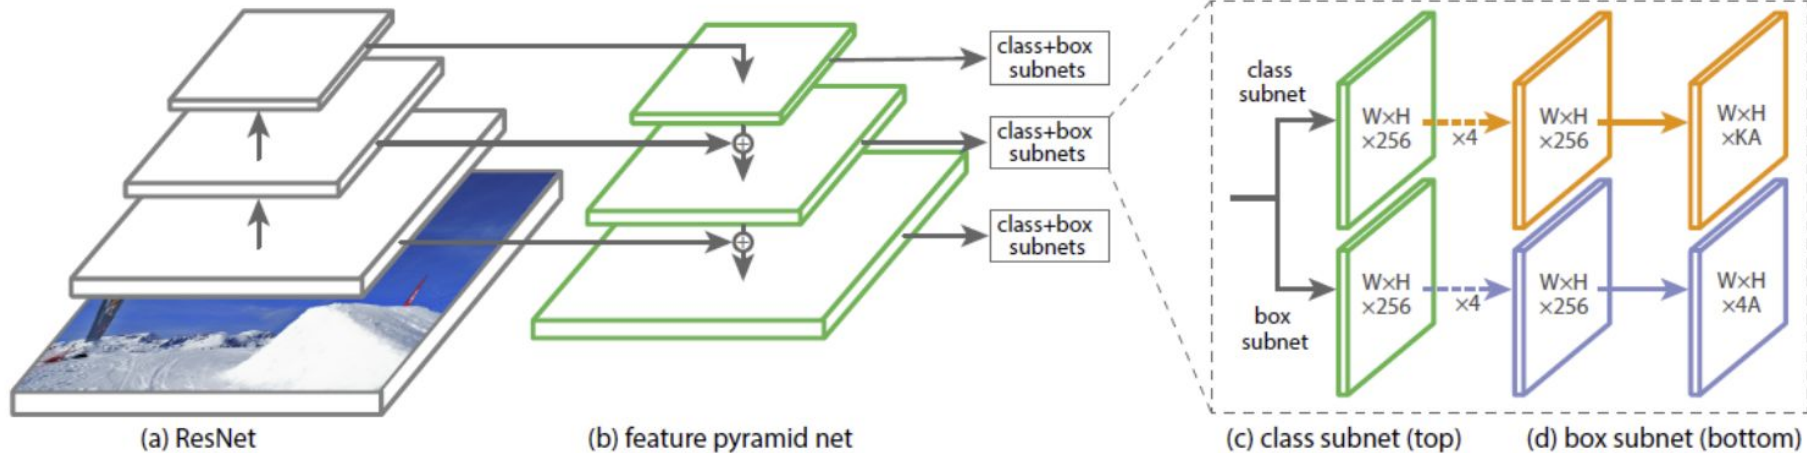 class+box
subnets
class+box
subnets
class+box
subnets
class
subnet
W×H
×256
×4
W×H
×256
W×H
×KA
box
subnet
W×H
×256
×4
W×H
×256
W×H
×4A
(a) ResNet
(b) feature pyramid net
(c) class subnet (top)
(d) box subnet (bottom)